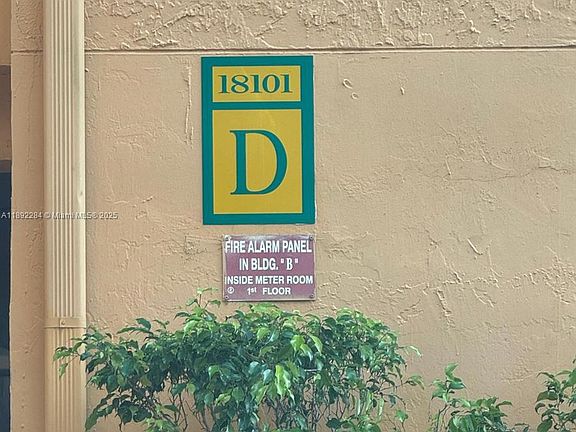 18101
D
FIRE ALARM PANEL
IN BLDG. "B"
INSIDE METER ROOM
1st FLOOR
A11892284 © Miami MLS © 2025